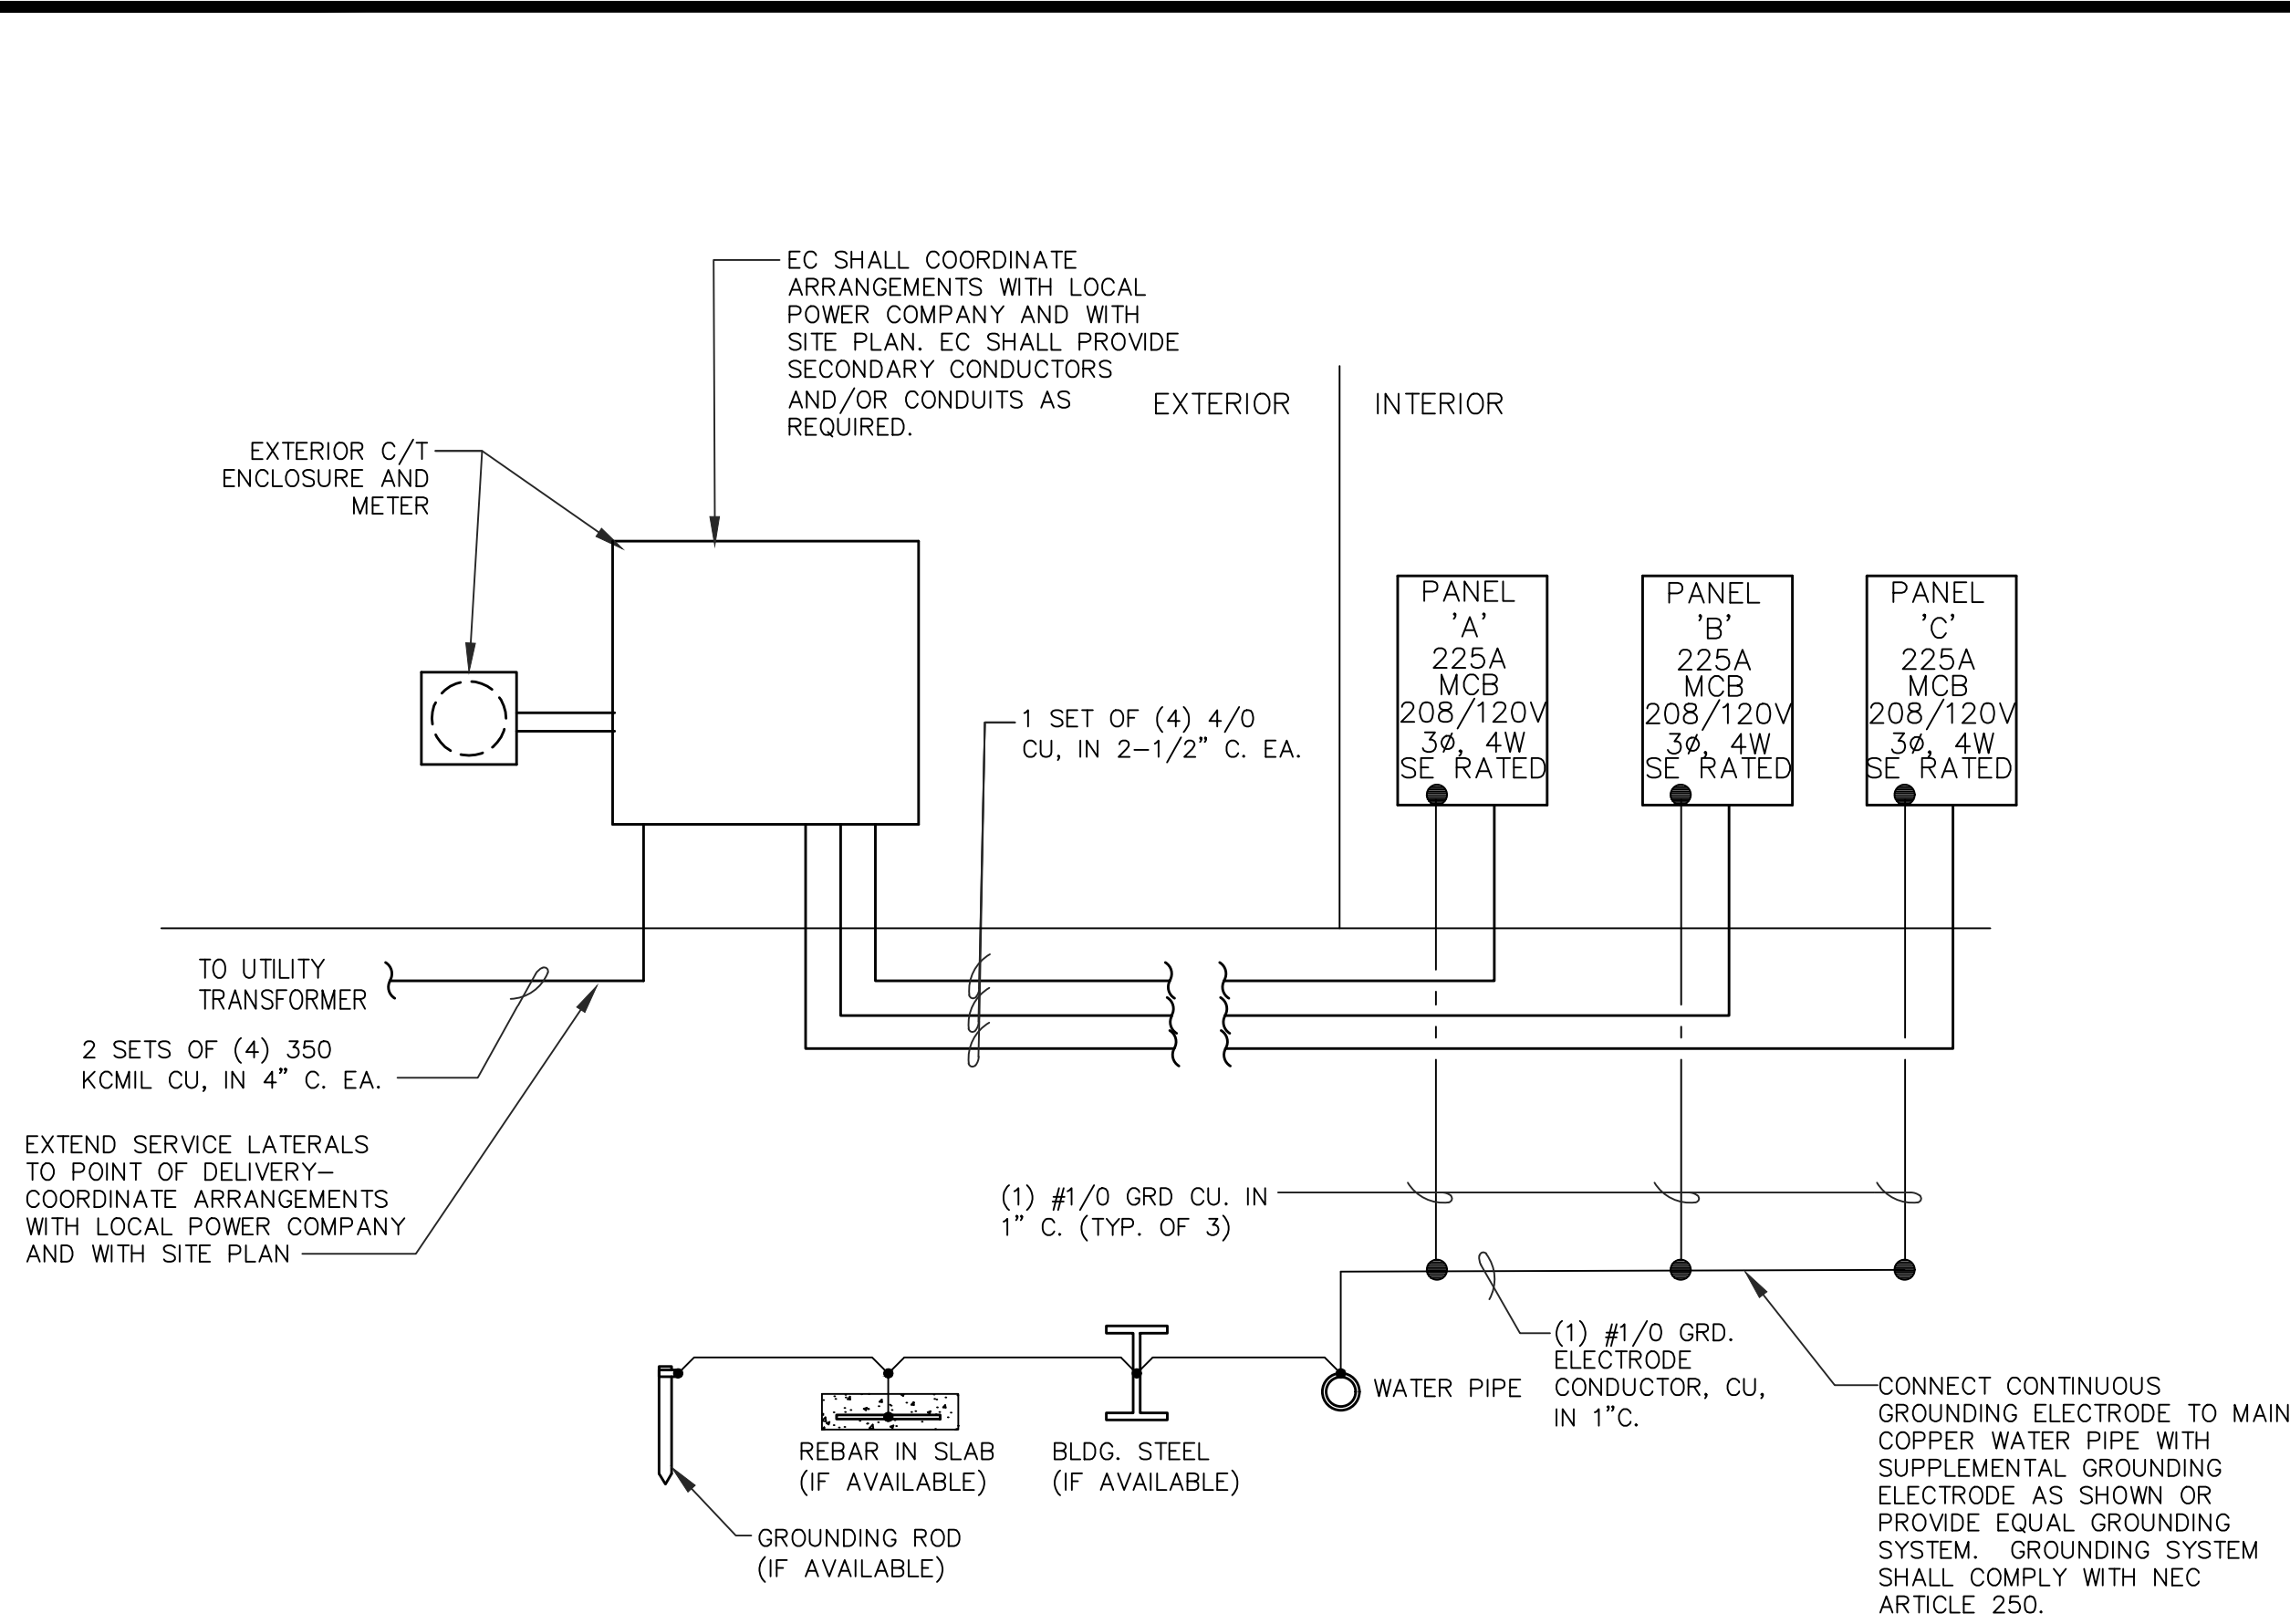 EC SHALL COORDINATE
ARRANGEMENTS WITH LOCAL
POWER COMPANY AND WITH
SITE PLAN. EC SHALL PROVIDE
SECONDARY CONDUCTORS
AND/OR CONDUITS AS
REQUIRED.
EXTERIOR
INTERIOR
EXTERIOR C/T
ENCLOSURE AND
METER
PANEL
'A'
225A
MCB
208/120V
3ø, 4W
SE RATED
PANEL
'B'
225A
MCB
208/120V
3ø, 4W
SE RATED
PANEL
'C'
225A
MCB
208/120V
3ø, 4W
SE RATED
1 SET OF (4) 4/0
CU, IN 2-1/2" C. EA.
TO UTILITY
TRANSFORMER
2 SETS OF (4) 350
KCMIL CU, IN 4" C. EA.
EXTEND SERVICE LATERALS
TO POINT OF DELIVERY-
COORDINATE ARRANGEMENTS
WITH LOCAL POWER COMPANY
AND WITH SITE PLAN
(1) #1/0 GRD CU. IN
1" C. (TYP. OF 3)
(1) #1/0 GRD.
ELECTRODE
CONDUCTOR, CU,
IN 1"C.
WATER PIPE
REBAR IN SLAB
(IF AVAILABLE)
BLDG. STEEL
(IF AVAILABLE)
GROUNDING ROD
(IF AVAILABLE)
CONNECT CONTINUOUS
GROUNDING ELECTRODE TO MAIN
COPPER WATER PIPE WITH
SUPPLEMENTAL GROUNDING
ELECTRODE AS SHOWN OR
PROVIDE EQUAL GROUNDING
SYSTEM. GROUNDING SYSTEM
SHALL COMPLY WITH NEC
ARTICLE 250.